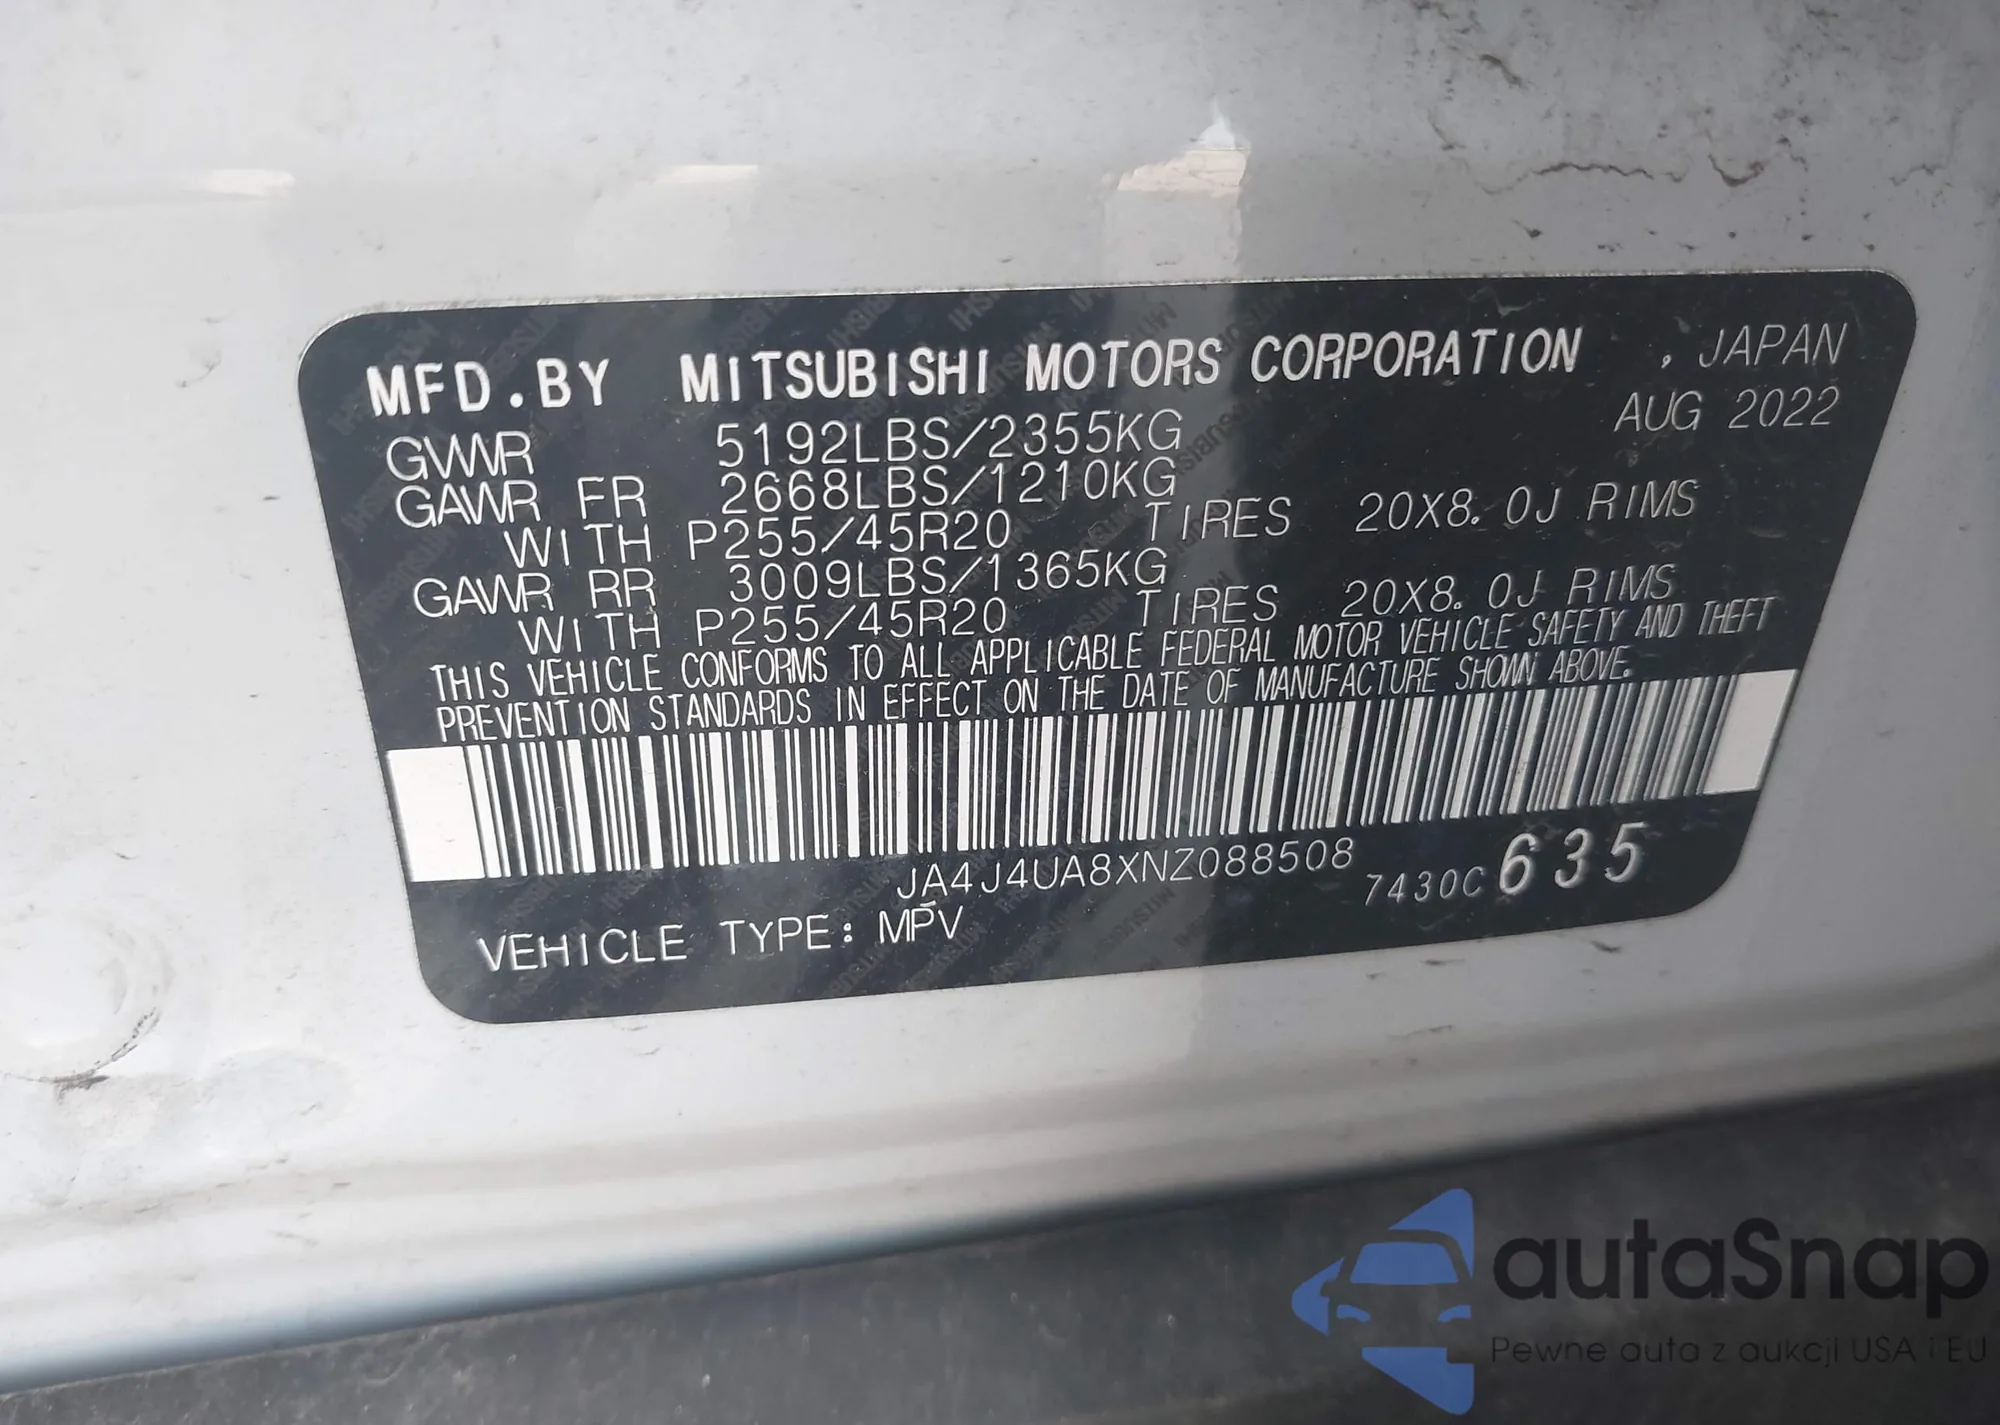 MFD.BY MITSUBISHI MOTORS CORPORATION , JAPAN
AUG 2022
GVWR 5192LBS/2355KG
GAWR FR 2668LBS/1210KG
WITH P255/45R20 TIRES 20X8.0J RIMS
GAWR RR 3009LBS/1365KG
WITH P255/45R20 TIRES 20X8.0J RIMS
THIS VEHICLE CONFORMS TO ALL APPLICABLE FEDERAL MOTOR VEHICLE SAFETY AND THEFT
PREVENTION STANDARDS IN EFFECT ON THE DATE OF MANUFACTURE SHOWN ABOVE.
JA4J4UA8XNZ088508 7430C 635
VEHICLE TYPE: MPV
autaSnap
Pewne auta z aukcji USA i EU